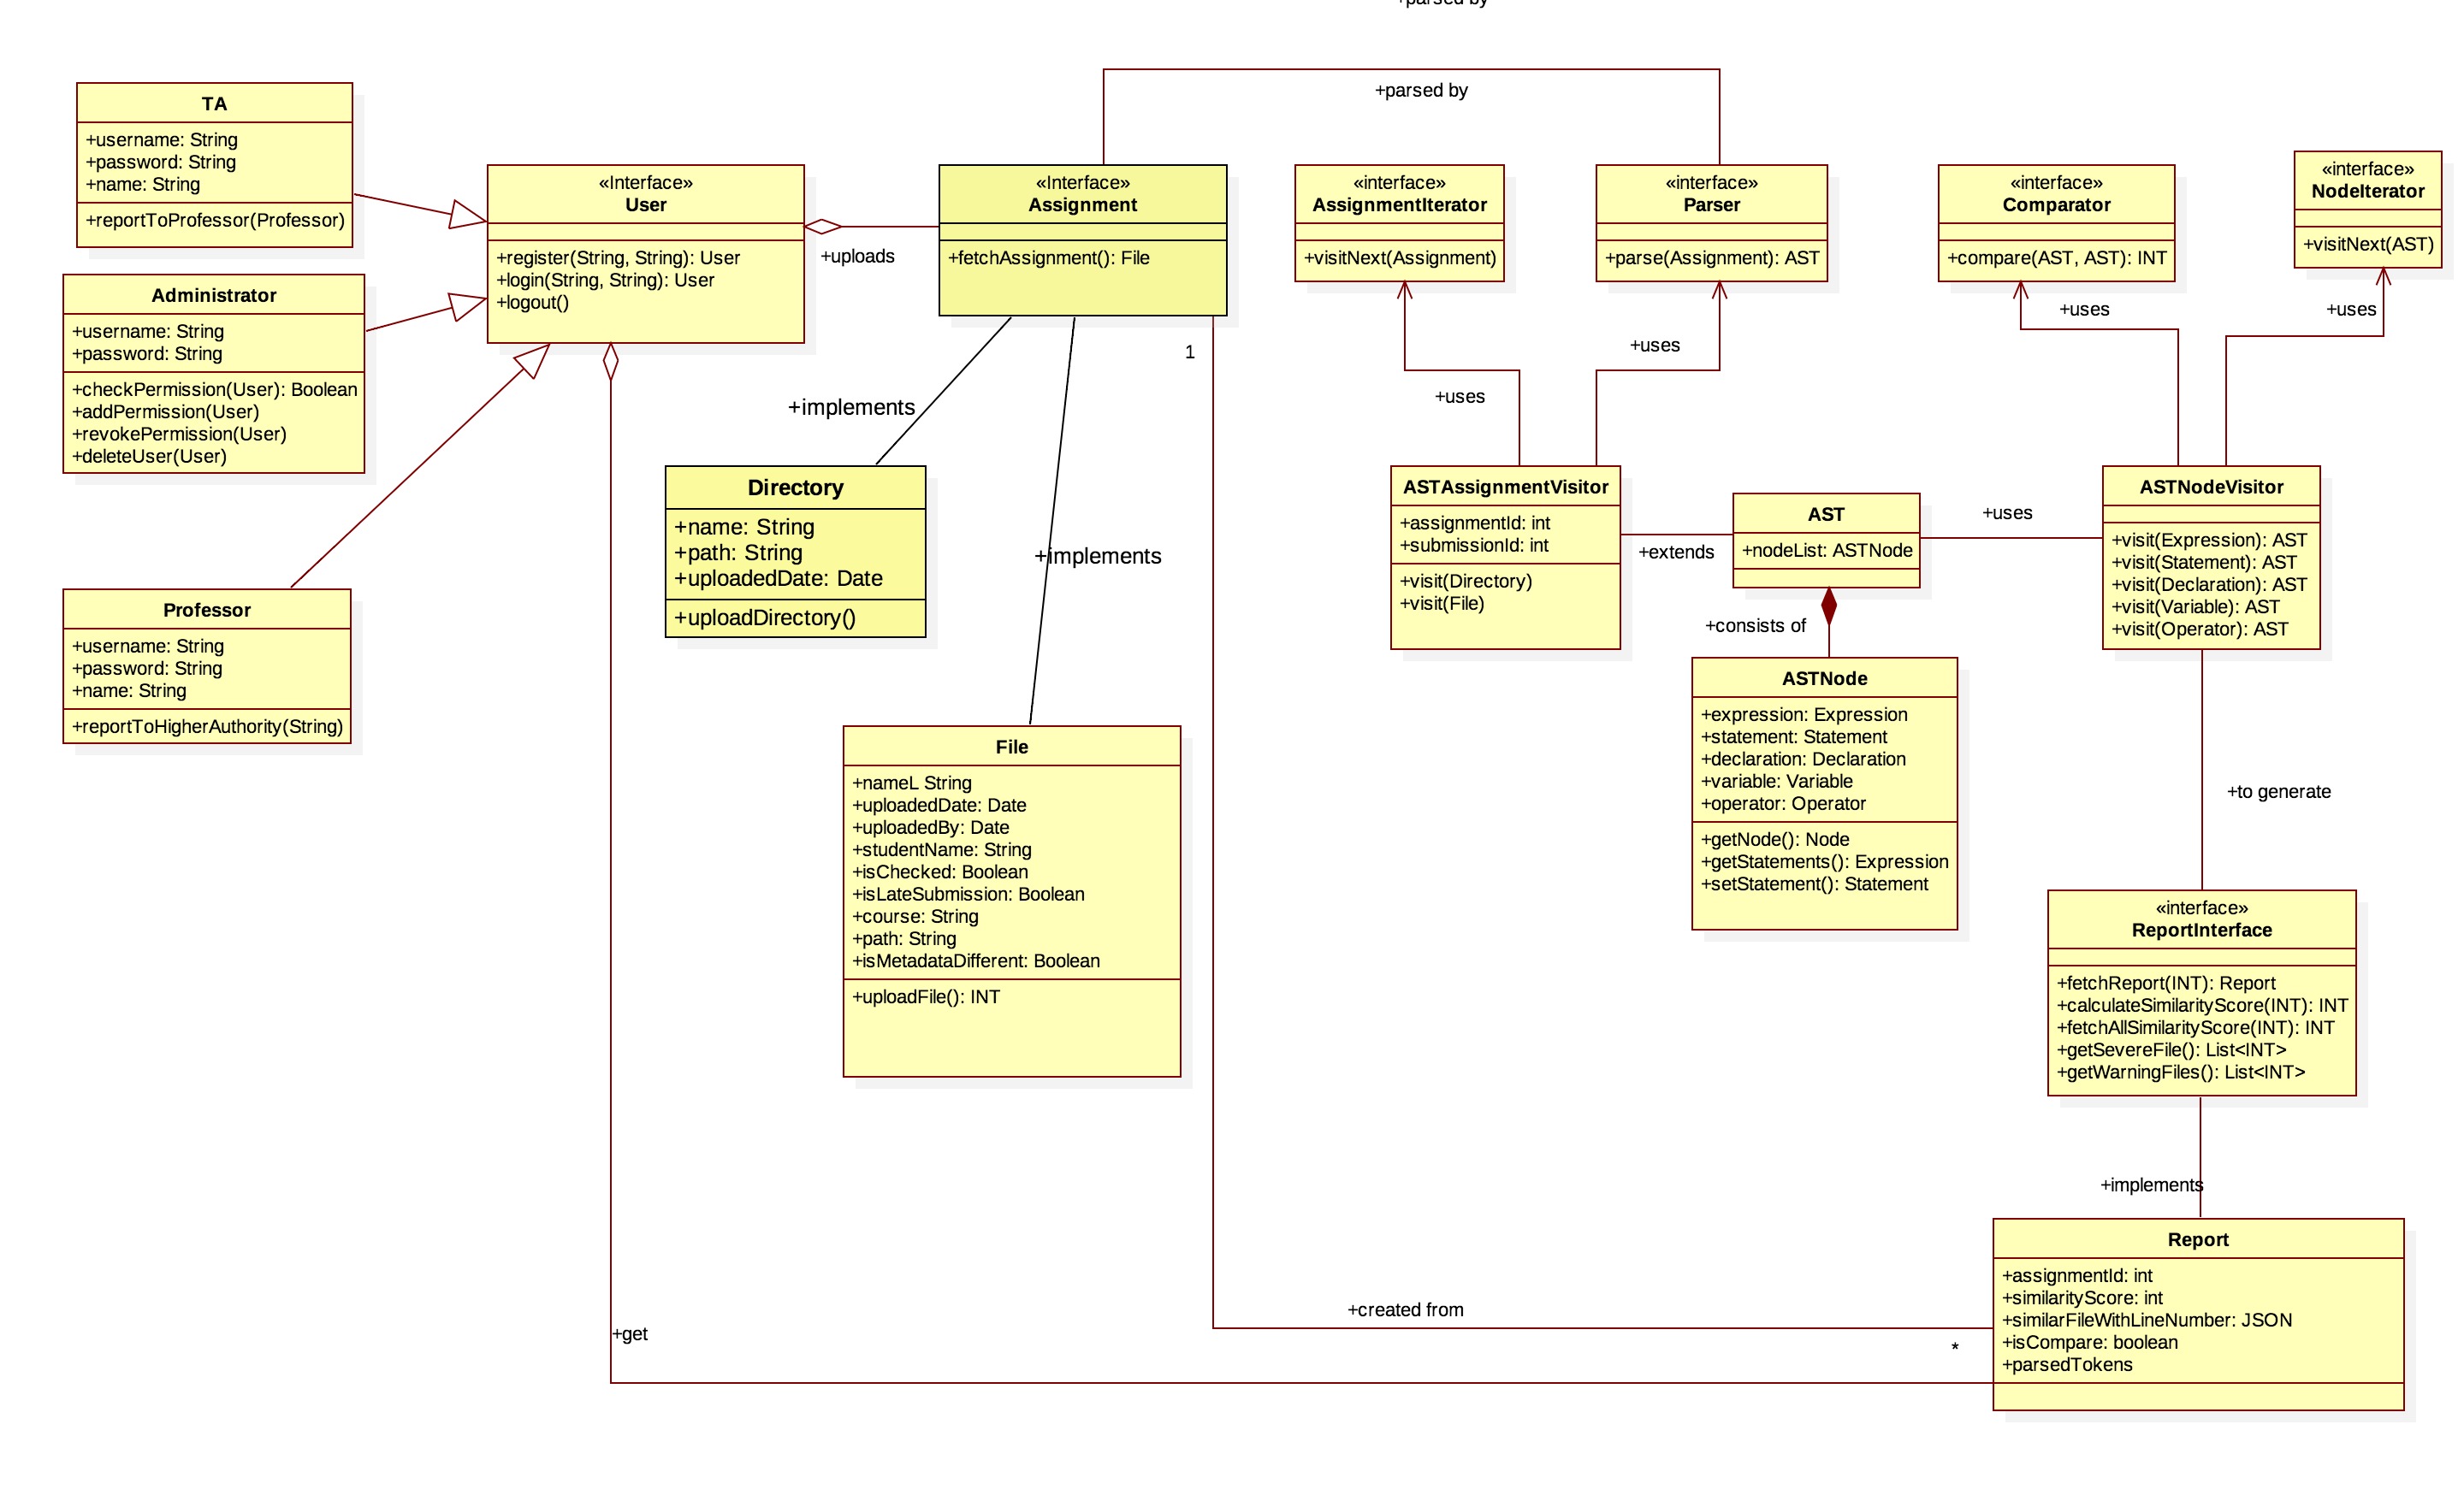 +parsed by
+parsed by
TA
+username: String
+password: String
+name: String
+reportToProfessor(Professor)
Administrator
+username: String
+password: String
+checkPermission(User): Boolean
+addPermission(User)
+revokePermission(User)
+deleteUser(User)
Professor
+username: String
+password: String
+name: String
+reportToHigherAuthority(String)
«Interface»
User
+register(String, String): User
+login(String, String): User
+logout()
+uploads
«Interface»
Assignment
+fetchAssignment(): File
1
+implements
+implements
Directory
+name: String
+path: String
+uploadedDate: Date
+uploadDirectory()
File
+nameL String
+uploadedDate: Date
+uploadedBy: Date
+studentName: String
+isChecked: Boolean
+isLateSubmission: Boolean
+course: String
+path: String
+isMetadataDifferent: Boolean
+uploadFile(): INT
«interface»
AssignmentIterator
+visitNext(Assignment)
«interface»
Parser
+parse(Assignment): AST
«interface»
Comparator
+compare(AST, AST): INT
«interface»
NodeIterator
+visitNext(AST)
+uses
+uses
+uses
+uses
ASTAssignmentVisitor
+assignmentId: int
+submissionId: int
+visit(Directory)
+visit(File)
+extends
AST
+nodeList: ASTNode
+uses
ASTNodeVisitor
+visit(Expression): AST
+visit(Statement): AST
+visit(Declaration): AST
+visit(Variable): AST
+visit(Operator): AST
+consists of
ASTNode
+expression: Expression
+statement: Statement
+declaration: Declaration
+variable: Variable
+operator: Operator
+getNode(): Node
+getStatements(): Expression
+setStatement(): Statement
+to generate
«interface»
ReportInterface
+fetchReport(INT): Report
+calculateSimilarityScore(INT): INT
+fetchAllSimilarityScore(INT): INT
+getSevereFile(): List<INT>
+getWarningFiles(): List<INT>
+implements
Report
+assignmentId: int
+similarityScore: int
+similarFileWithLineNumber: JSON
+isCompare: boolean
+parsedTokens
+created from
*
+get